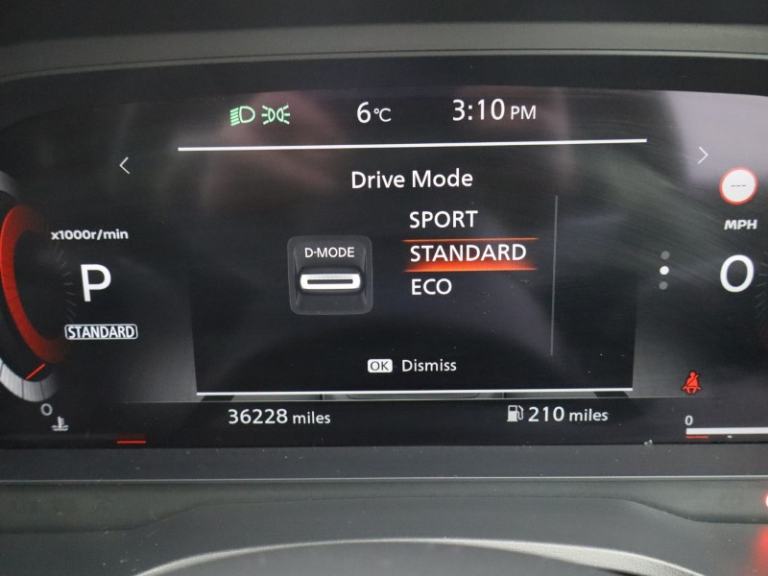 6°C 3:10 PM
Drive Mode
---
x1000r/min
SPORT
MPH
D-MODE
STANDARD
P
0
ECO
STANDARD
OK Dismiss
0
36228 miles
210 miles
0